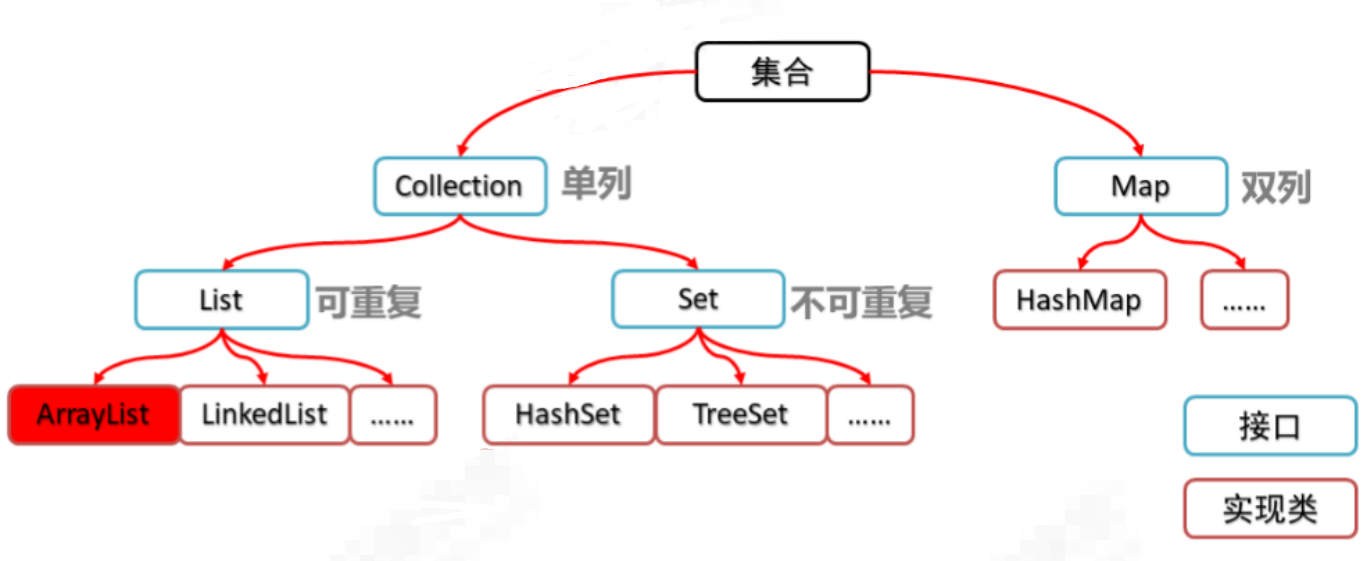 集合
Collection 单列
Map 双列
List 可重复
Set 不可重复
HashMap
……
ArrayList
LinkedList
……
HashSet
TreeSet
……
接口
实现类